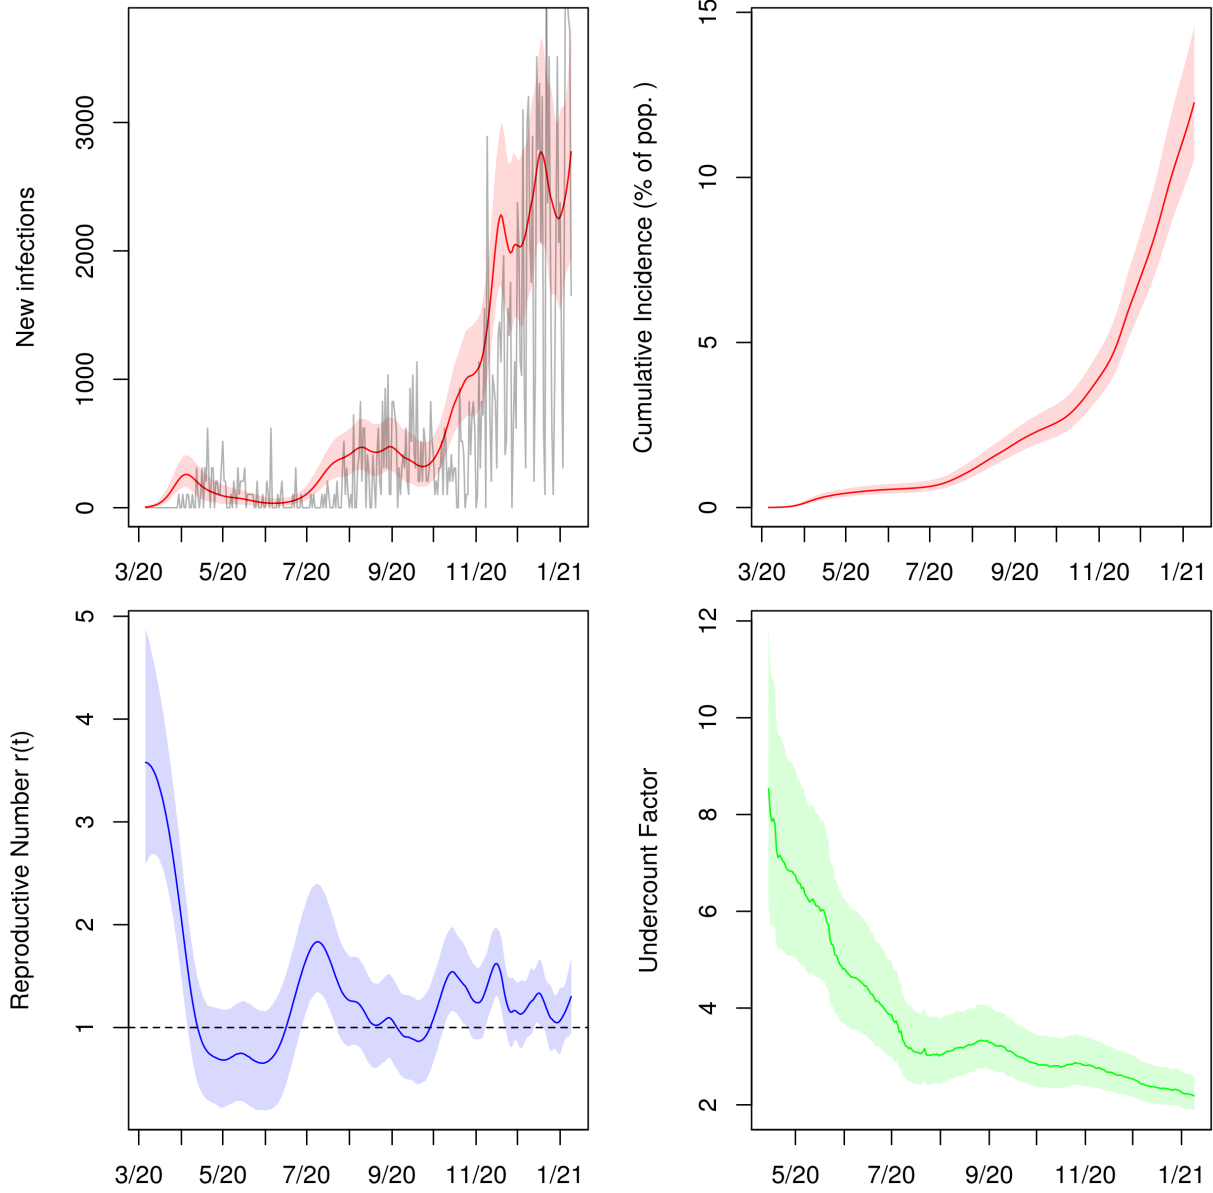 New infections
3000
2000
1000
0
3/20 5/20 7/20 9/20 11/20 1/21
Cumulative Incidence (% of pop. )
15
10
5
0
3/20 5/20 7/20 9/20 11/20 1/21
Reproductive Number r(t)
5
4
3
2
1
3/20 5/20 7/20 9/20 11/20 1/21
Undercount Factor
12
10
8
6
4
2
5/20 7/20 9/20 11/20 1/21